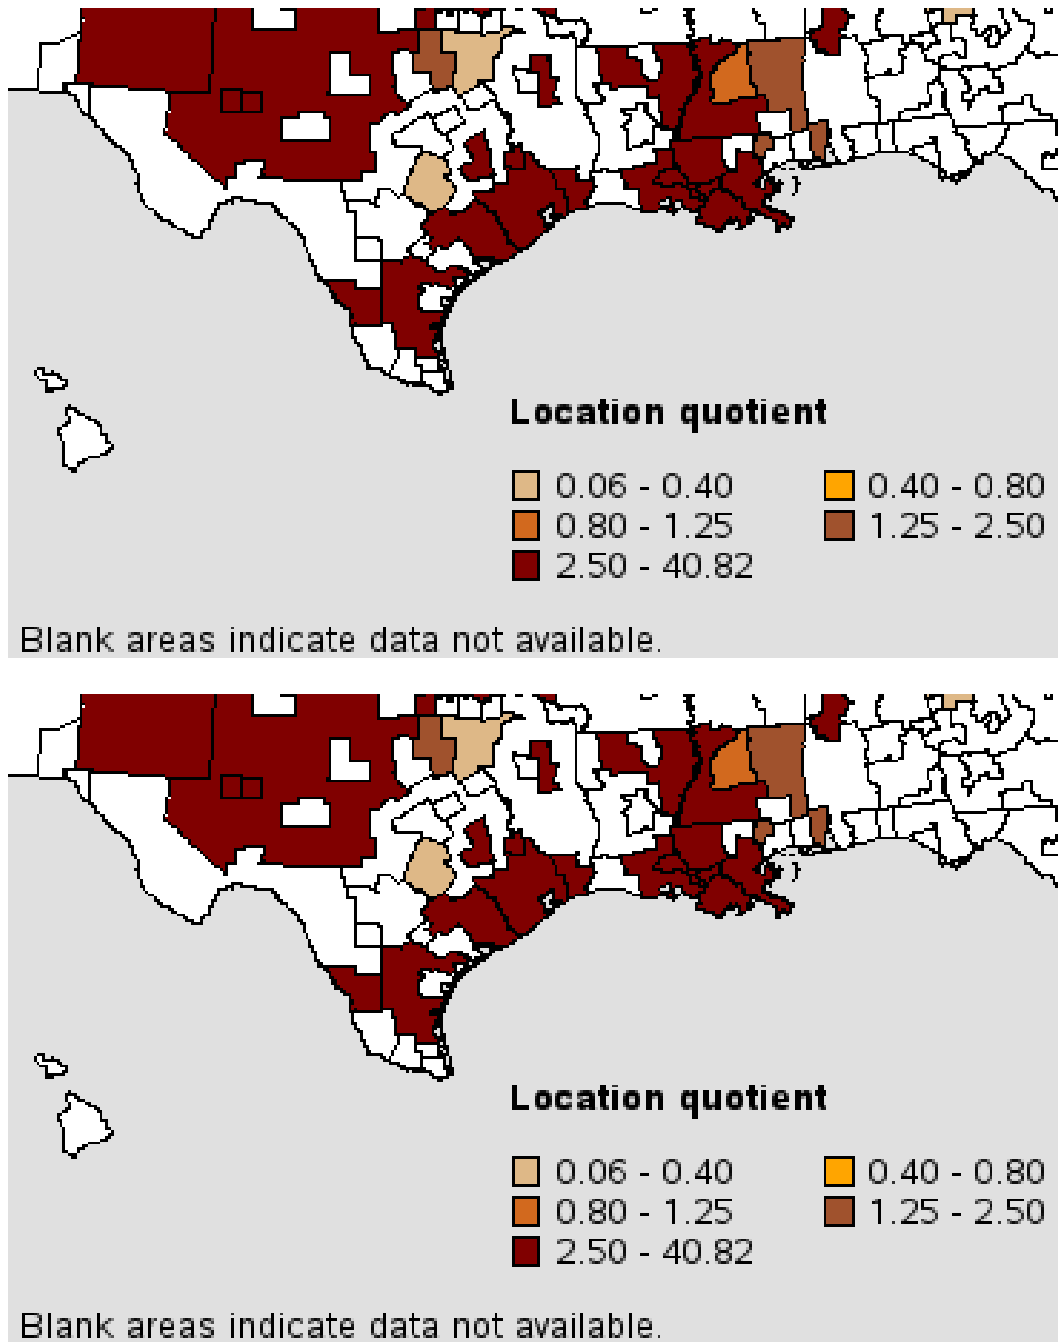 Location quotient
0.06 - 0.40 0.40 - 0.80
0.80 - 1.25 1.25 - 2.50
2.50 - 40.82
Blank areas indicate data not available.
Location quotient
0.06 - 0.40 0.40 - 0.80
0.80 - 1.25 1.25 - 2.50
2.50 - 40.82
Blank areas indicate data not available.